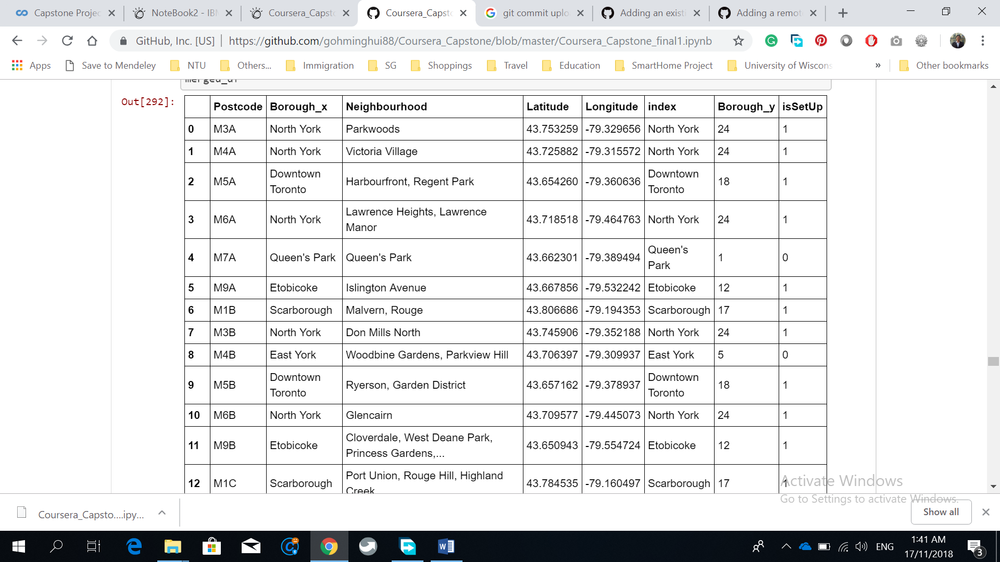 Capstone Projec
NoteBook2 - IBM
Coursera_Capsto
Coursera_Capsto
git commit uplo
Adding an existi
Adding a remot
GitHub, Inc. [US] https://github.com/gohminghui88/Coursera_Capstone/blob/master/Coursera_Capstone_final1.ipynb
Apps Save to Mendeley NTU Others... Immigration SG Shoppings Travel Education SmartHome Project University of Wiscons » Other bookmarks
merged_df
Out[292]:
Postcode Borough_x Neighbourhood Latitude Longitude index Borough_y isSetUp
0 M3A North York Parkwoods 43.753259 -79.329656 North York 24 1
1 M4A North York Victoria Village 43.725882 -79.315572 North York 24 1
2 M5A Downtown Toronto Harbourfront, Regent Park 43.654260 -79.360636 Downtown Toronto 18 1
3 M6A North York Lawrence Heights, Lawrence Manor 43.718518 -79.464763 North York 24 1
4 M7A Queen's Park Queen's Park 43.662301 -79.389494 Queen's Park 1 0
5 M9A Etobicoke Islington Avenue 43.667856 -79.532242 Etobicoke 12 1
6 M1B Scarborough Malvern, Rouge 43.806686 -79.194353 Scarborough 17 1
7 M3B North York Don Mills North 43.745906 -79.352188 North York 24 1
8 M4B East York Woodbine Gardens, Parkview Hill 43.706397 -79.309937 East York 5 0
9 M5B Downtown Toronto Ryerson, Garden District 43.657162 -79.378937 Downtown Toronto 18 1
10 M6B North York Glencairn 43.709577 -79.445073 North York 24 1
11 M9B Etobicoke Cloverdale, West Deane Park, Princess Gardens,... 43.650943 -79.554724 Etobicoke 12 1
12 M1C Scarborough Port Union, Rouge Hill, Highland Creek 43.784535 -79.160497 Scarborough 17 1
Activate Windows
Go to Settings to activate Windows.
Coursera_Capsto....ipy...
Show all
ENG
1:41 AM
17/11/2018
3